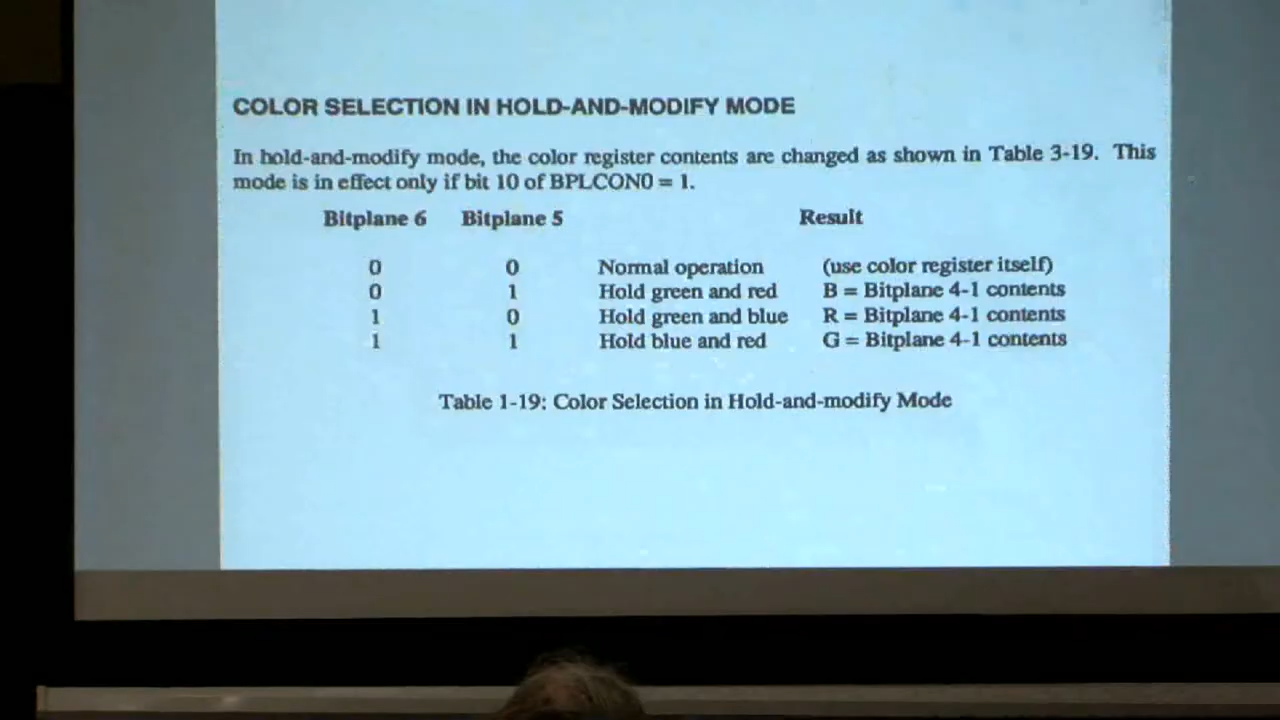 COLOR SELECTION IN HOLD-AND-MODIFY MODE
In hold-and-modify mode, the color register contents are changed as shown in Table 3-19. This
mode is in effect only if bit 10 of BPLCON0 = 1.
Bitplane 6 Bitplane 5 Result
0 0 Normal operation (use color register itself)
0 1 Hold green and red B = Bitplane 4-1 contents
1 0 Hold green and blue R = Bitplane 4-1 contents
1 1 Hold blue and red G = Bitplane 4-1 contents
Table 1-19: Color Selection in Hold-and-modify Mode